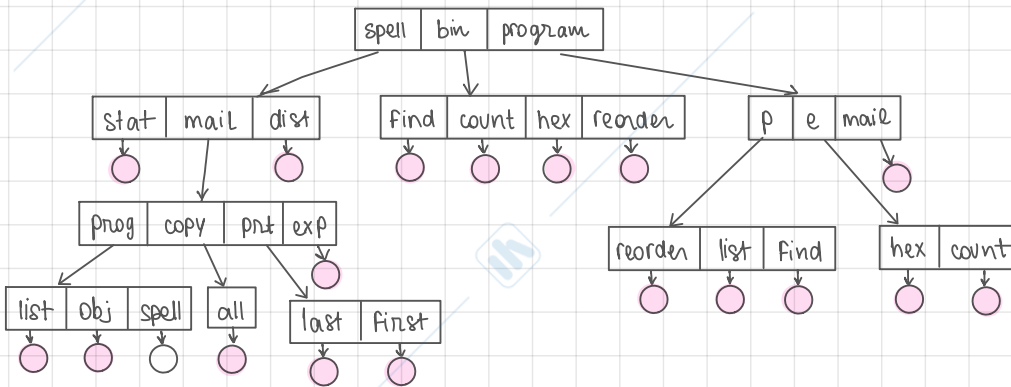 spell bin program
stat mail dist
find count hex reorder
p e mail
prog copy prt exp
reorder list find
hex count
list obj spell
all
last first